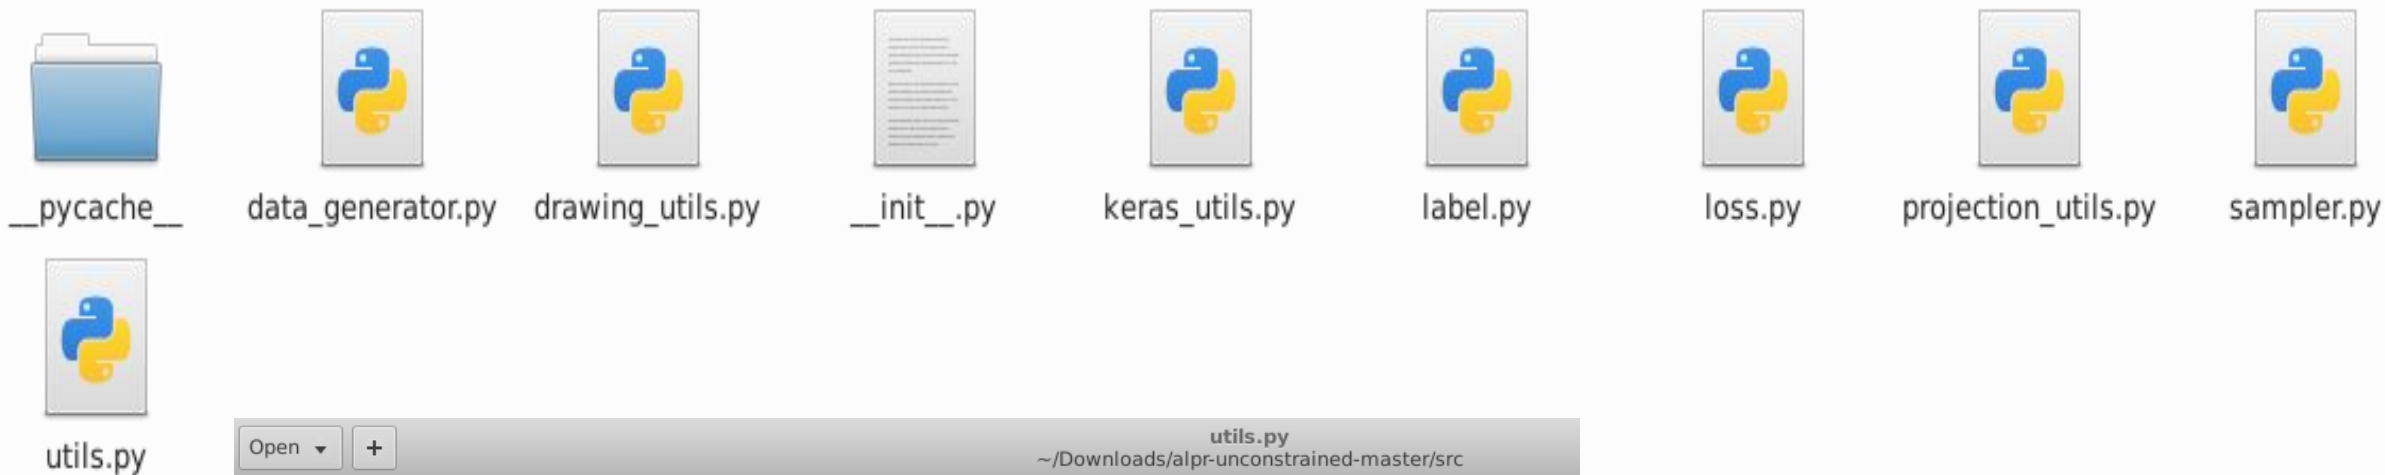 __pycache__ data_generator.py drawing_utils.py __init__.py keras_utils.py label.py loss.py projection_utils.py sampler.py
utils.py
Open +
utils.py
~/Downloads/alpr-unconstrained-master/src